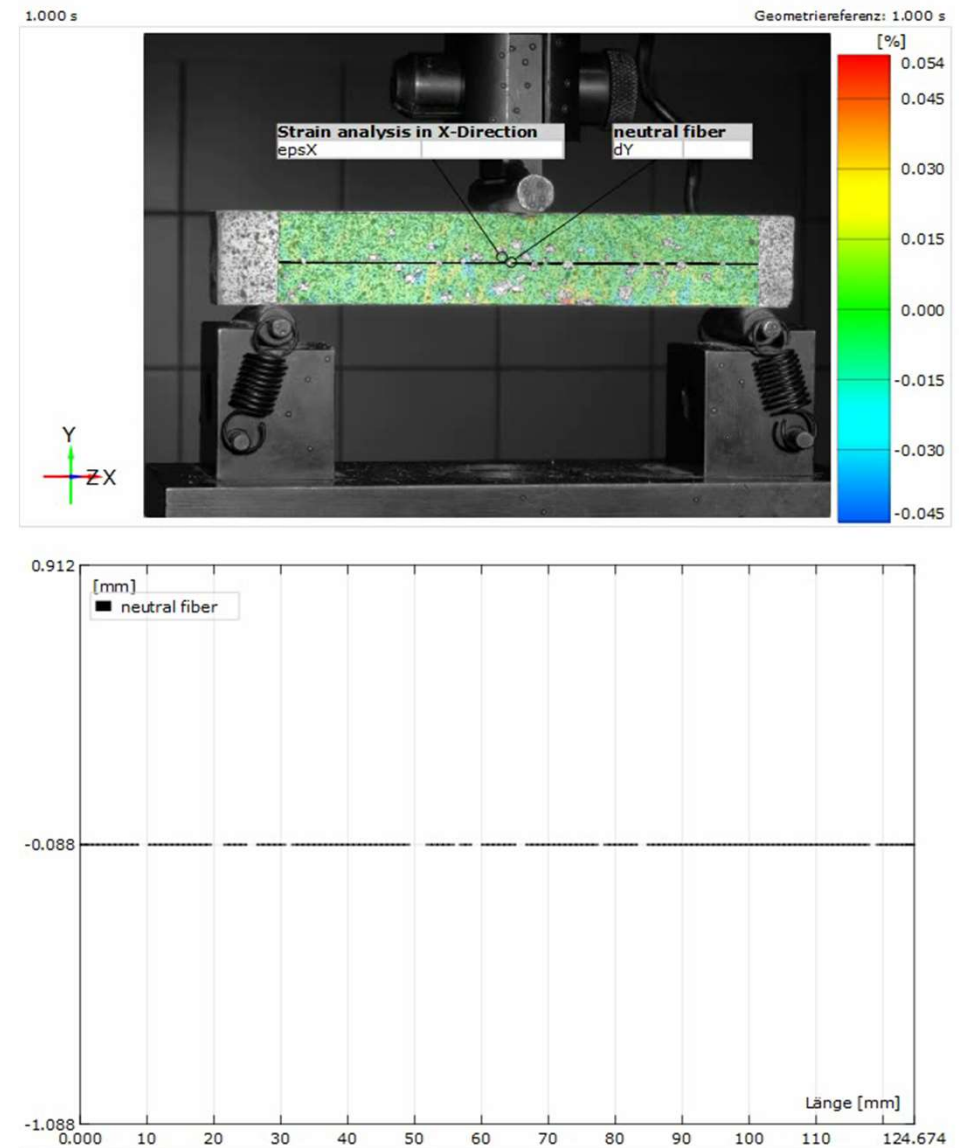 1.000 s
Geometriereferenz: 1.000 s
[%]
0.054
0.045
0.030
0.015
0.000
-0.015
-0.030
-0.045
Strain analysis in X-Direction
epsX
neutral fiber
dY
Y
Z X
0.912
[mm]
neutral fiber
-0.088
-1.088
Länge [mm]
0.000 10 20 30 40 50 60 70 80 90 100 110 124.674